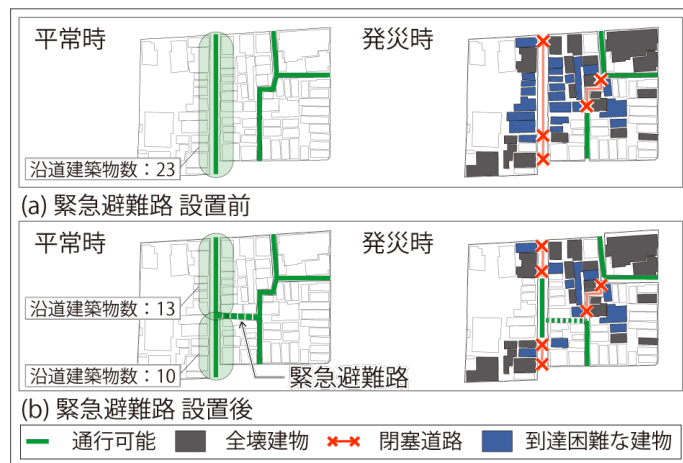 平常時
発災時
沿道建築物数：23
(a) 緊急避難路 設置前
平常時
発災時
沿道建築物数：13
沿道建築物数：10
緊急避難路
(b) 緊急避難路 設置後
通行可能
全壊建物
閉塞道路
到達困難な建物